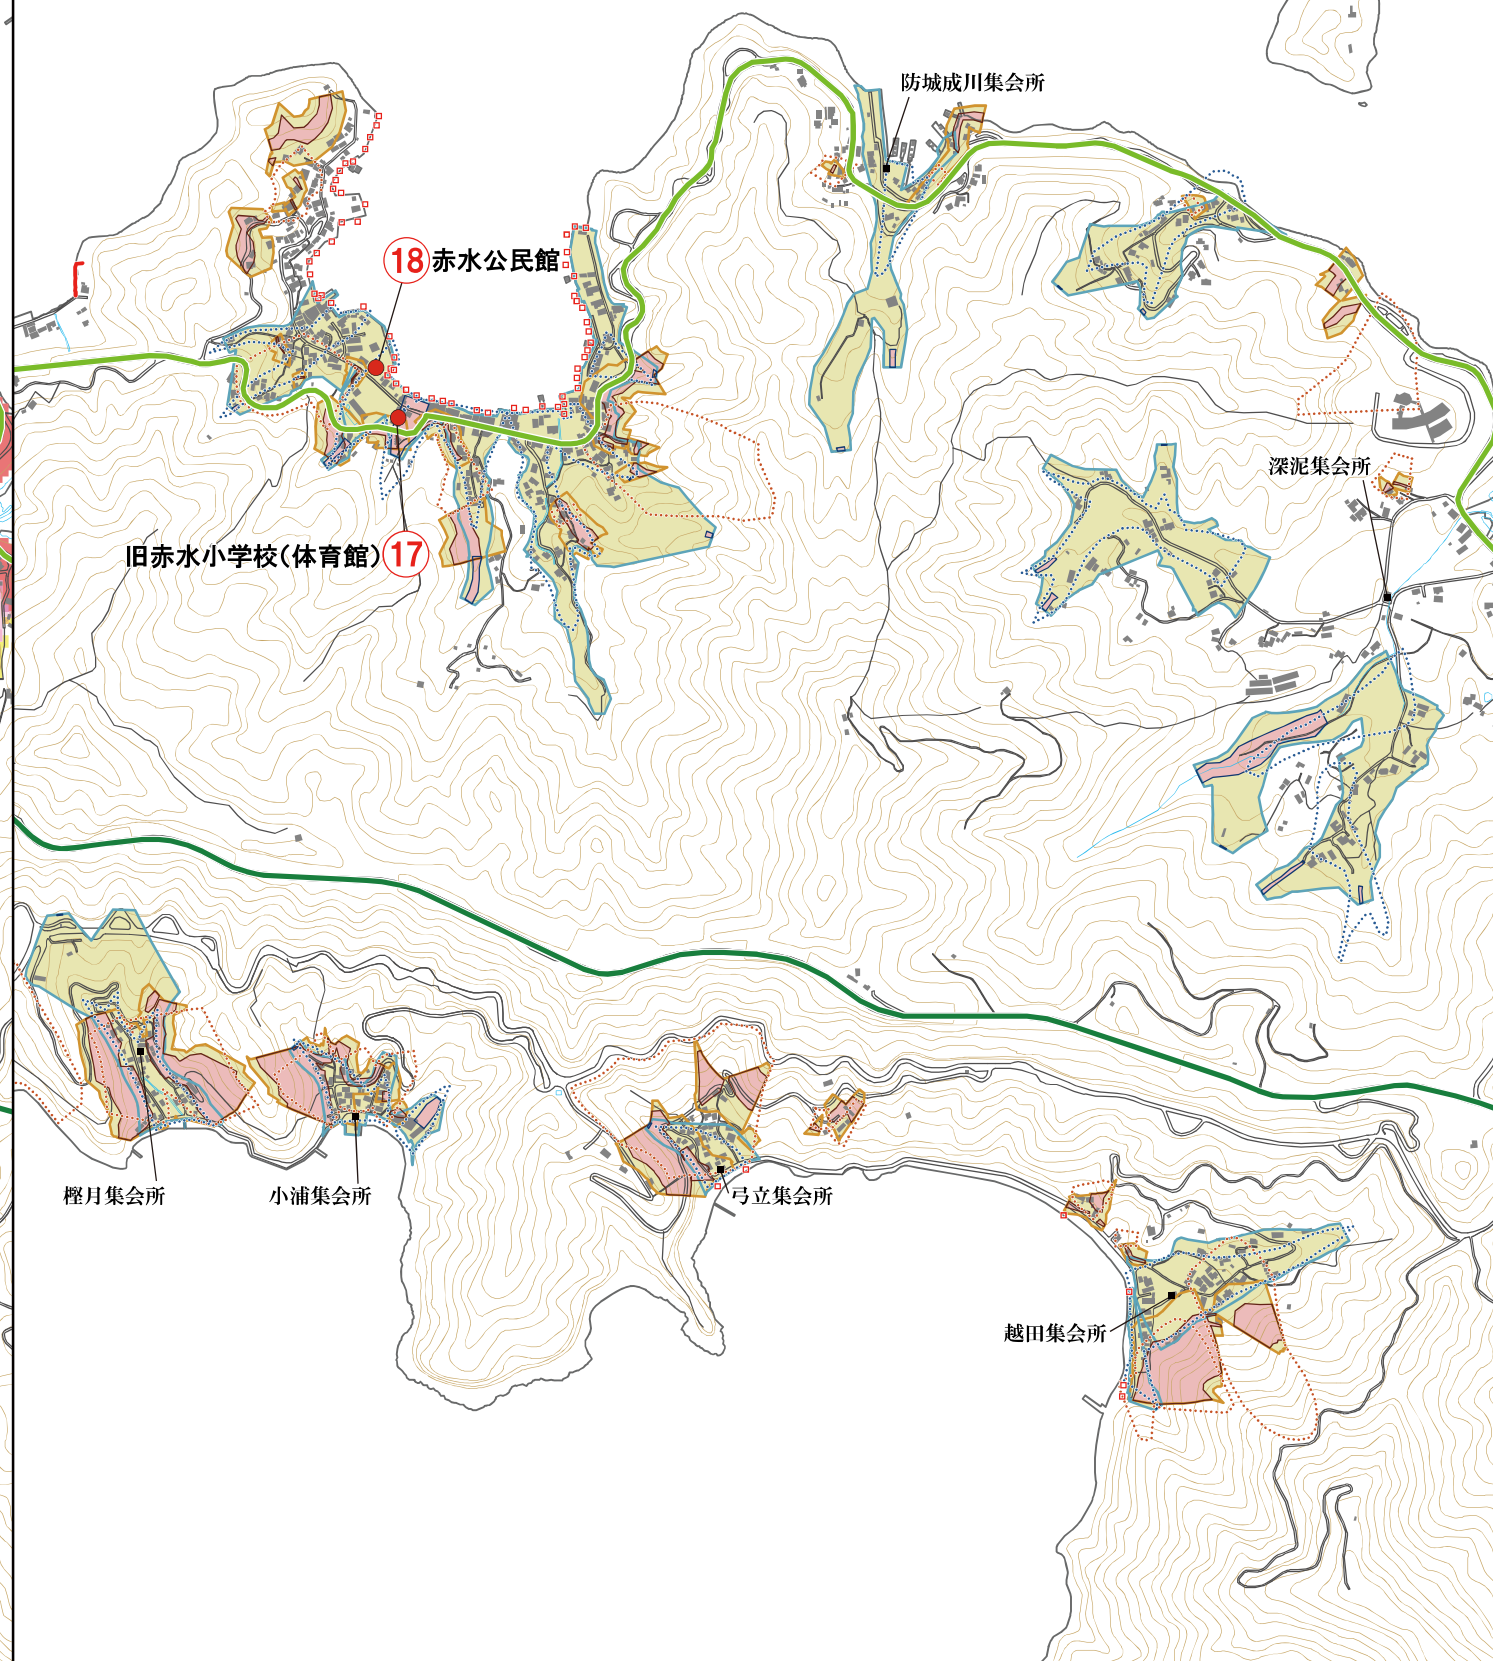 防城成川集会所
18 赤水公民館
深泥集会所
旧赤水小学校(体育館) 17
樫月集会所
小浦集会所
弓立集会所
越田集会所